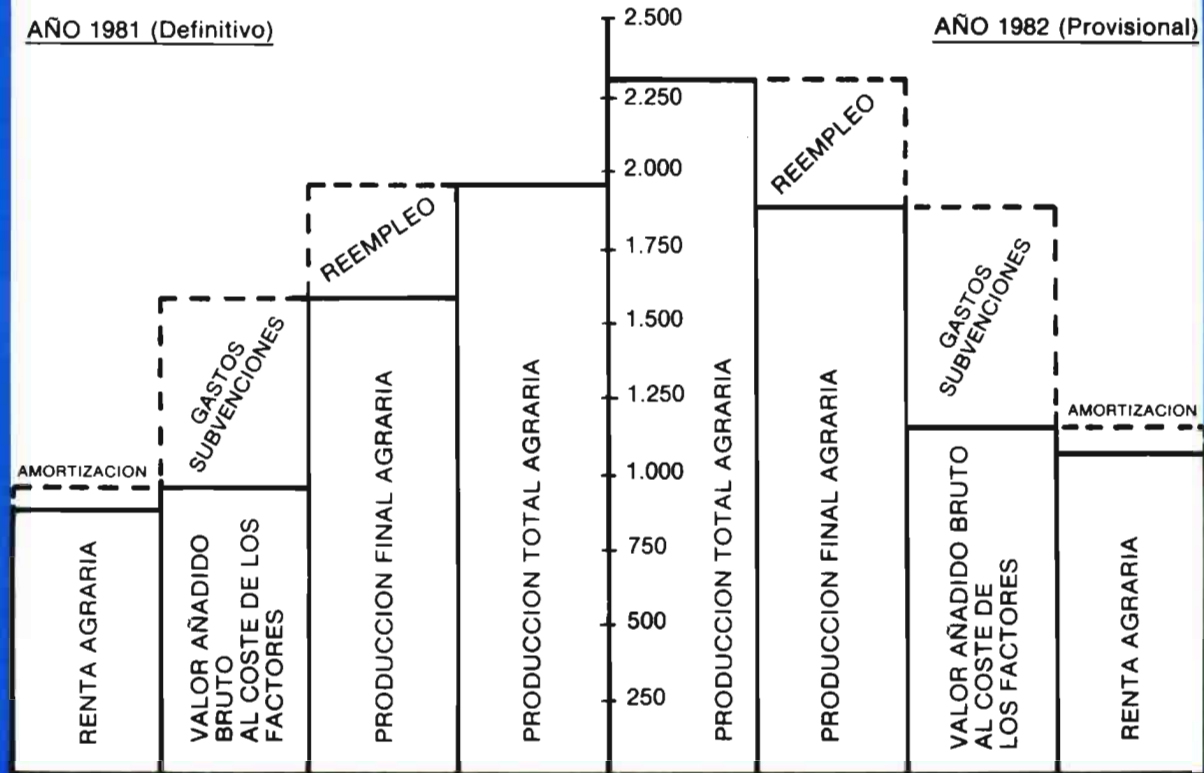 AÑO 1981 (Definitivo)
AÑO 1982 (Provisional)
2.500
2.250
2.000
1.750
1.500
1.250
1.000
750
500
250
AMORTIZACION
RENTA AGRARIA
GASTOS
SUBVENCIONES
VALOR AÑADIDO
BRUTO
AL COSTE DE LOS
FACTORES
REEMPLEO
PRODUCCION FINAL AGRARIA
PRODUCCION TOTAL AGRARIA
PRODUCCION TOTAL AGRARIA
REEMPLEO
PRODUCCION FINAL AGRARIA
GASTOS
SUBVENCIONES
VALOR AÑADIDO BRUTO
AL COSTE DE
LOS FACTORES
AMORTIZACION
RENTA AGRARIA